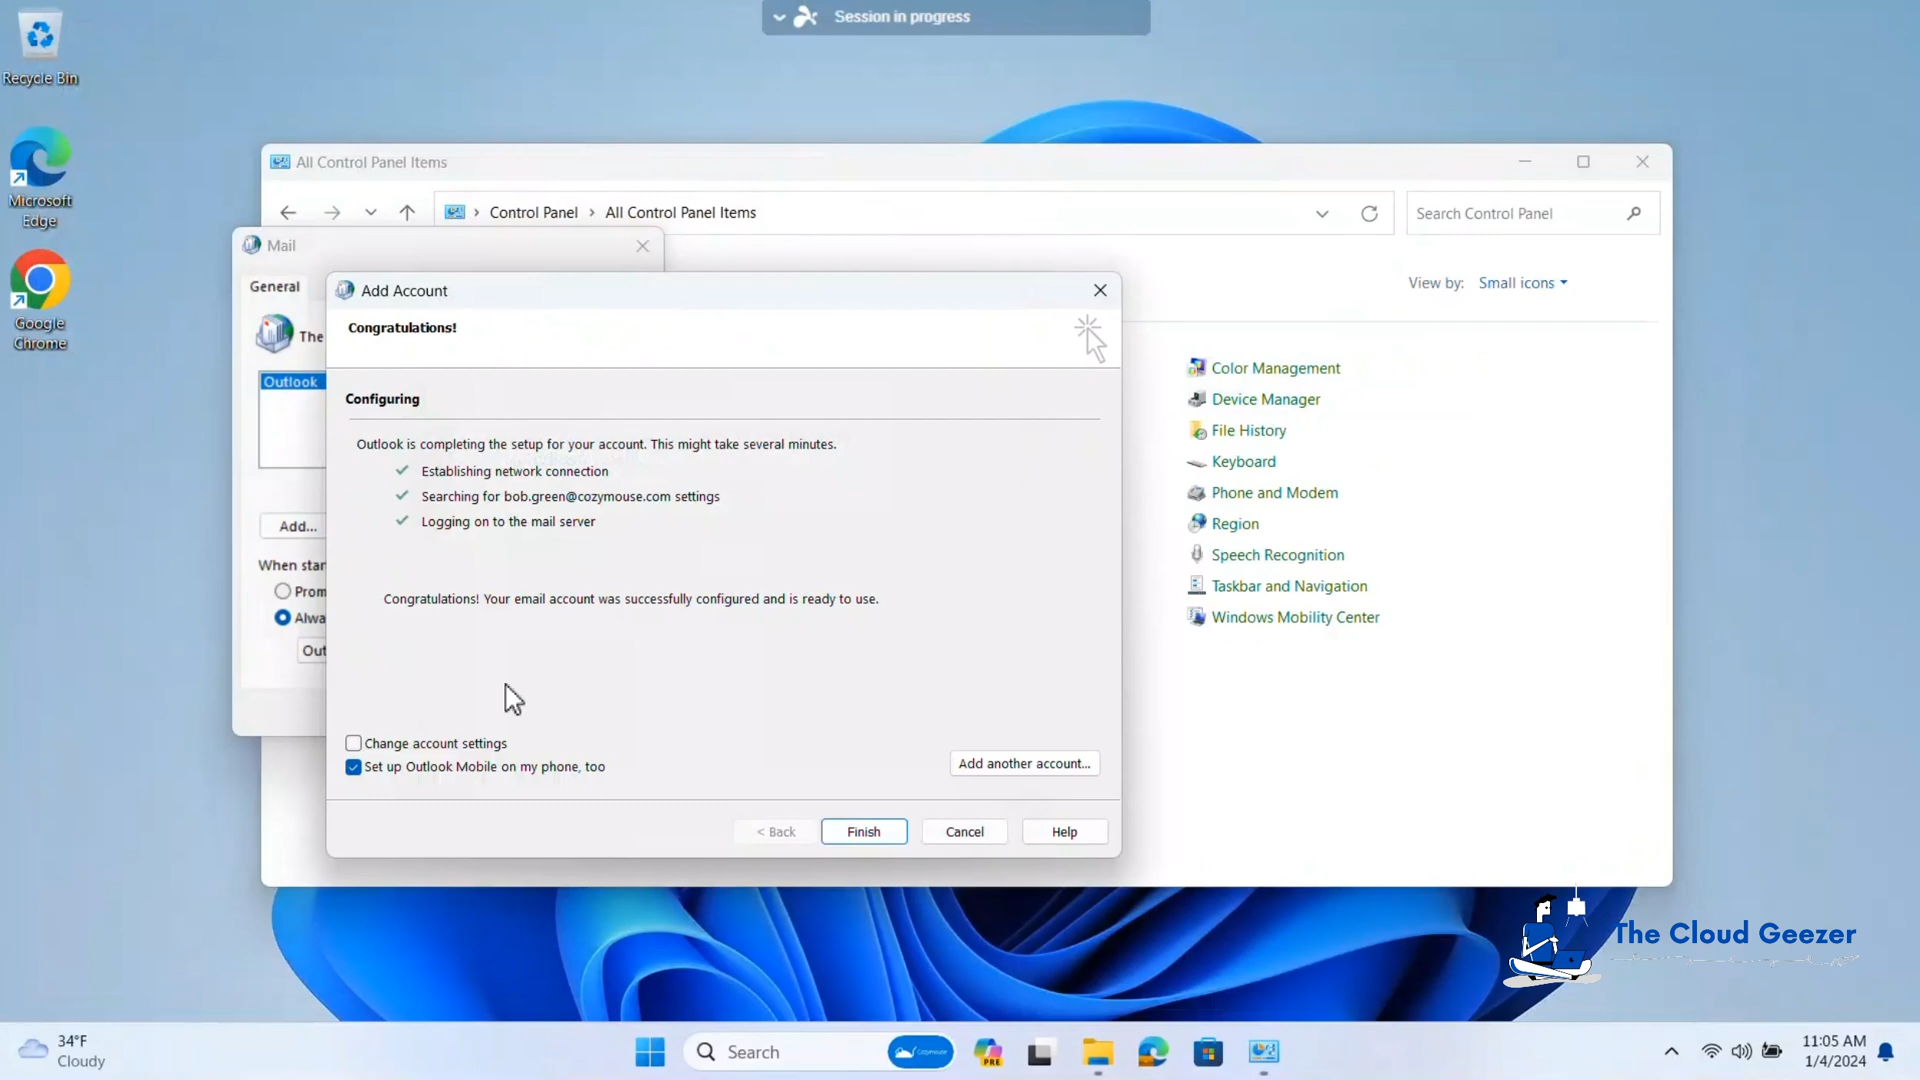 Session in progress
Recycle Bin
Microsoft
Edge
Google
Chrome
All Control Panel Items
Control Panel
All Control Panel Items
Search Control Panel
View by:
Small icons
Mail
General
The
Outlook
Add...
When star
Prom
Alwa
Out
Add Account
Congratulations!
Configuring
Outlook is completing the setup for your account. This might take several minutes.
Establishing network connection
Searching for bob.green@cozymouse.com settings
Logging on to the mail server
Congratulations! Your email account was successfully configured and is ready to use.
Change account settings
Set up Outlook Mobile on my phone, too
Add another account...
< Back
Finish
Cancel
Help
Color Management
Device Manager
File History
Keyboard
Phone and Modem
Region
Speech Recognition
Taskbar and Navigation
Windows Mobility Center
The Cloud Geezer
34°F
Cloudy
Search
Cozymouse
PRE
11:05 AM
1/4/2024